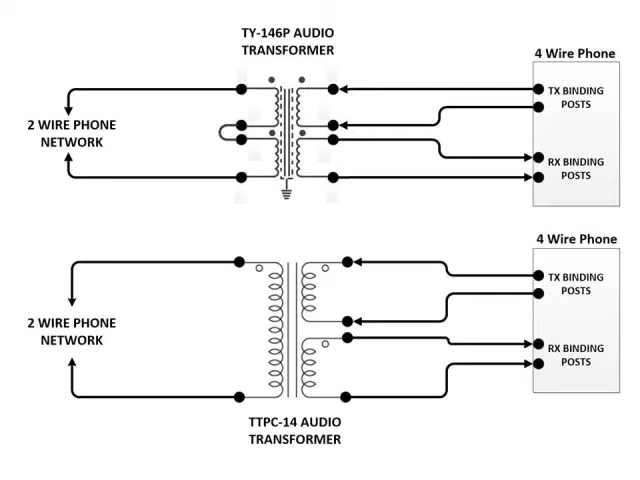 TY-146P AUDIO
TRANSFORMER
4 Wire Phone
TX BINDING
POSTS
2 WIRE PHONE
NETWORK
RX BINDING
POSTS
4 Wire Phone
TX BINDING
POSTS
2 WIRE PHONE
NETWORK
RX BINDING
POSTS
TTPC-14 AUDIO
TRANSFORMER